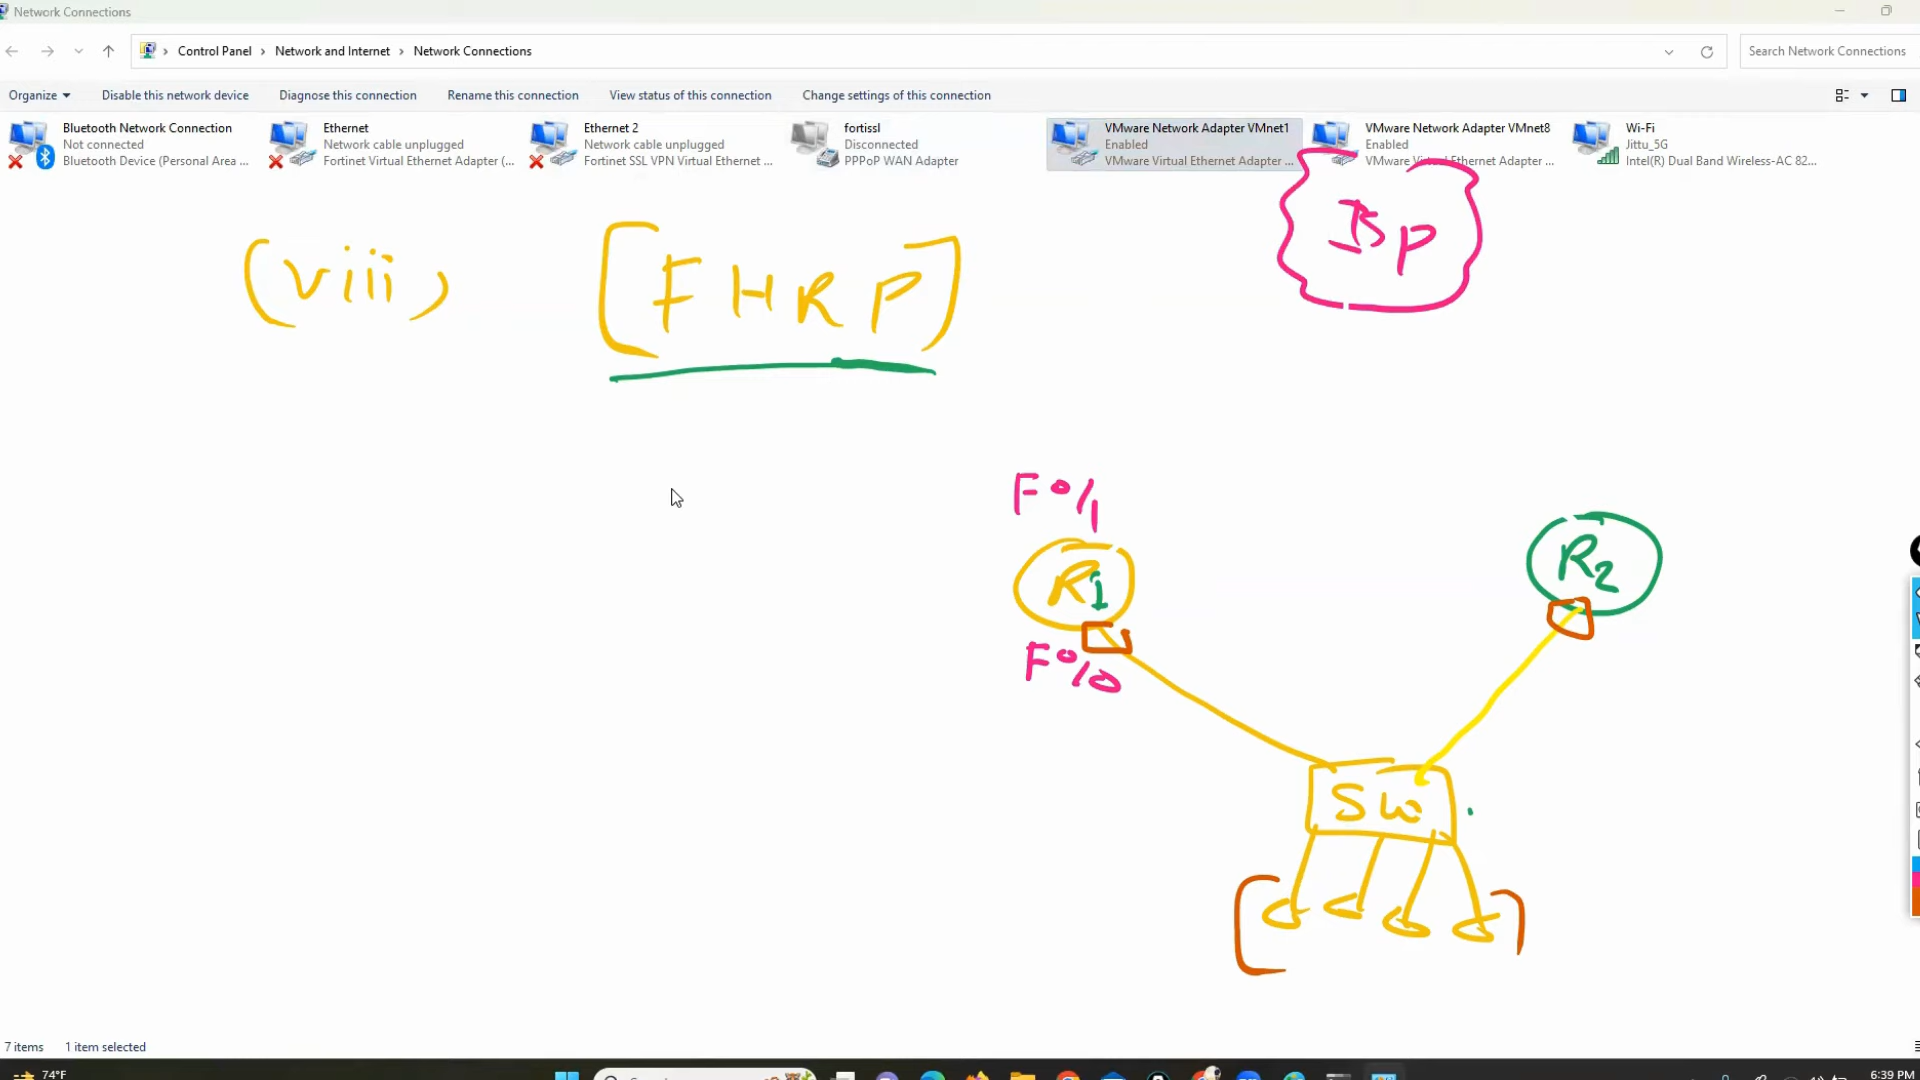 Network Connections
Control Panel > Network and Internet > Network Connections
Search Network Connections
Organize Disable this network device Diagnose this connection Rename this connection View status of this connection Change settings of this connection
Bluetooth Network Connection
Not connected
Bluetooth Device (Personal Area ...
Ethernet
Network cable unplugged
Fortinet Virtual Ethernet Adapter (...
Ethernet 2
Network cable unplugged
Fortinet SSL VPN Virtual Ethernet ...
fortissl
Disconnected
PPPoP WAN Adapter
VMware Network Adapter VMnet1
Enabled
VMware Virtual Ethernet Adapter ...
VMware Network Adapter VMnet8
Enabled
VMware Virtual Ethernet Adapter ...
Wi-Fi
Jittu_5G
Intel(R) Dual Band Wireless-AC 82...
ISP
(viii) [FHRP]
F0/1
R1
R2
F0/0
SW
7 items 1 item selected
74°F
6:39 PM